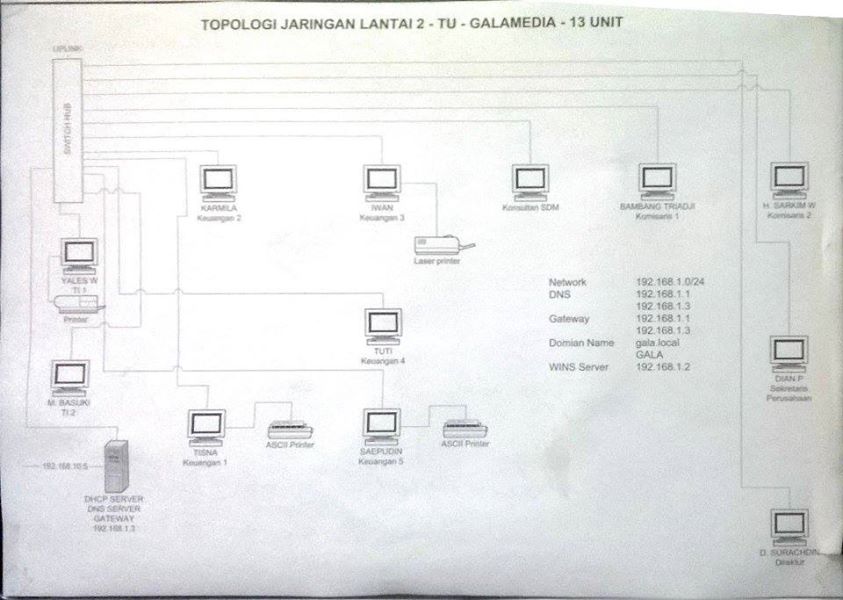 TOPOLOGI JARINGAN LANTAI 2 - TU - GALAMEDIA - 13 UNIT
UPLINK
SWITCH HUB
KARMILA
Keuangan 2
IWAN
Keuangan 3
Konsultan SDM
BAMBANG TRIADJI
Komisaris 1
H. SARKIM W
Komisaris 2
Laser printer
YALES W
TI 1
Printer
Network 192.168.1.0/24
DNS 192.168.1.1
192.168.1.3
Gateway 192.168.1.1
192.168.1.3
Domian Name gala.local
GALA
WINS Server 192.168.1.2
TUTI
Keuangan 4
DIAN P
Sekretaris
Perusahaan
M. BASUKI
TI 2
TISNA
Keuangan 1
ASCII Printer
SAEPUDIN
Keuangan 5
ASCII Printer
192.168.10.5
DHCP SERVER
DNS SERVER
GATEWAY
192.168.1.3
D. SURACHDIN
Direktur